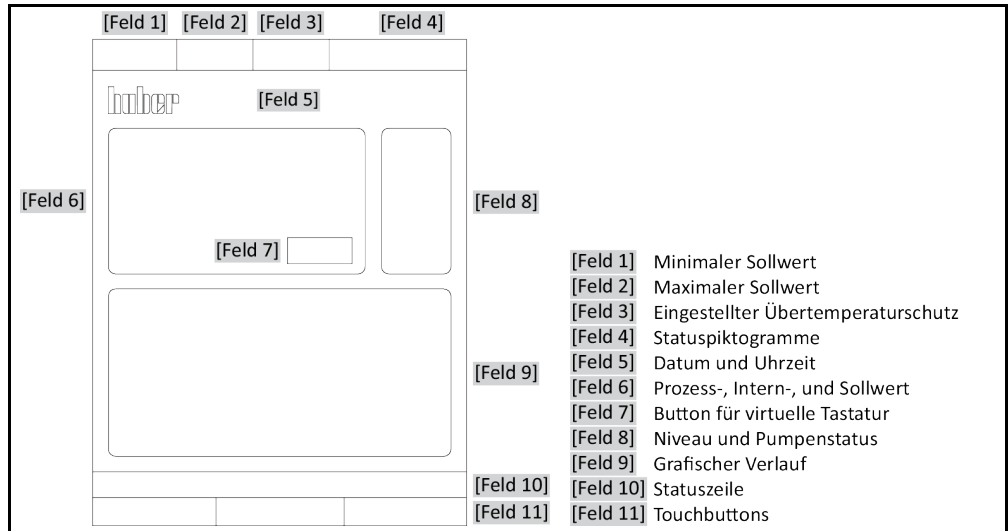 [Feld 1] [Feld 2] [Feld 3] [Feld 4]
huber
[Feld 5]
[Feld 6]
[Feld 8]
[Feld 7]
[Feld 9]
[Feld 10]
[Feld 11]
[Feld 1] Minimaler Sollwert
[Feld 2] Maximaler Sollwert
[Feld 3] Eingestellter Übertemperaturschutz
[Feld 4] Statuspiktogramme
[Feld 5] Datum und Uhrzeit
[Feld 6] Prozess-, Intern-, und Sollwert
[Feld 7] Button für virtuelle Tastatur
[Feld 8] Niveau und Pumpenstatus
[Feld 9] Grafischer Verlauf
[Feld 10] Statuszeile
[Feld 11] Touchbuttons